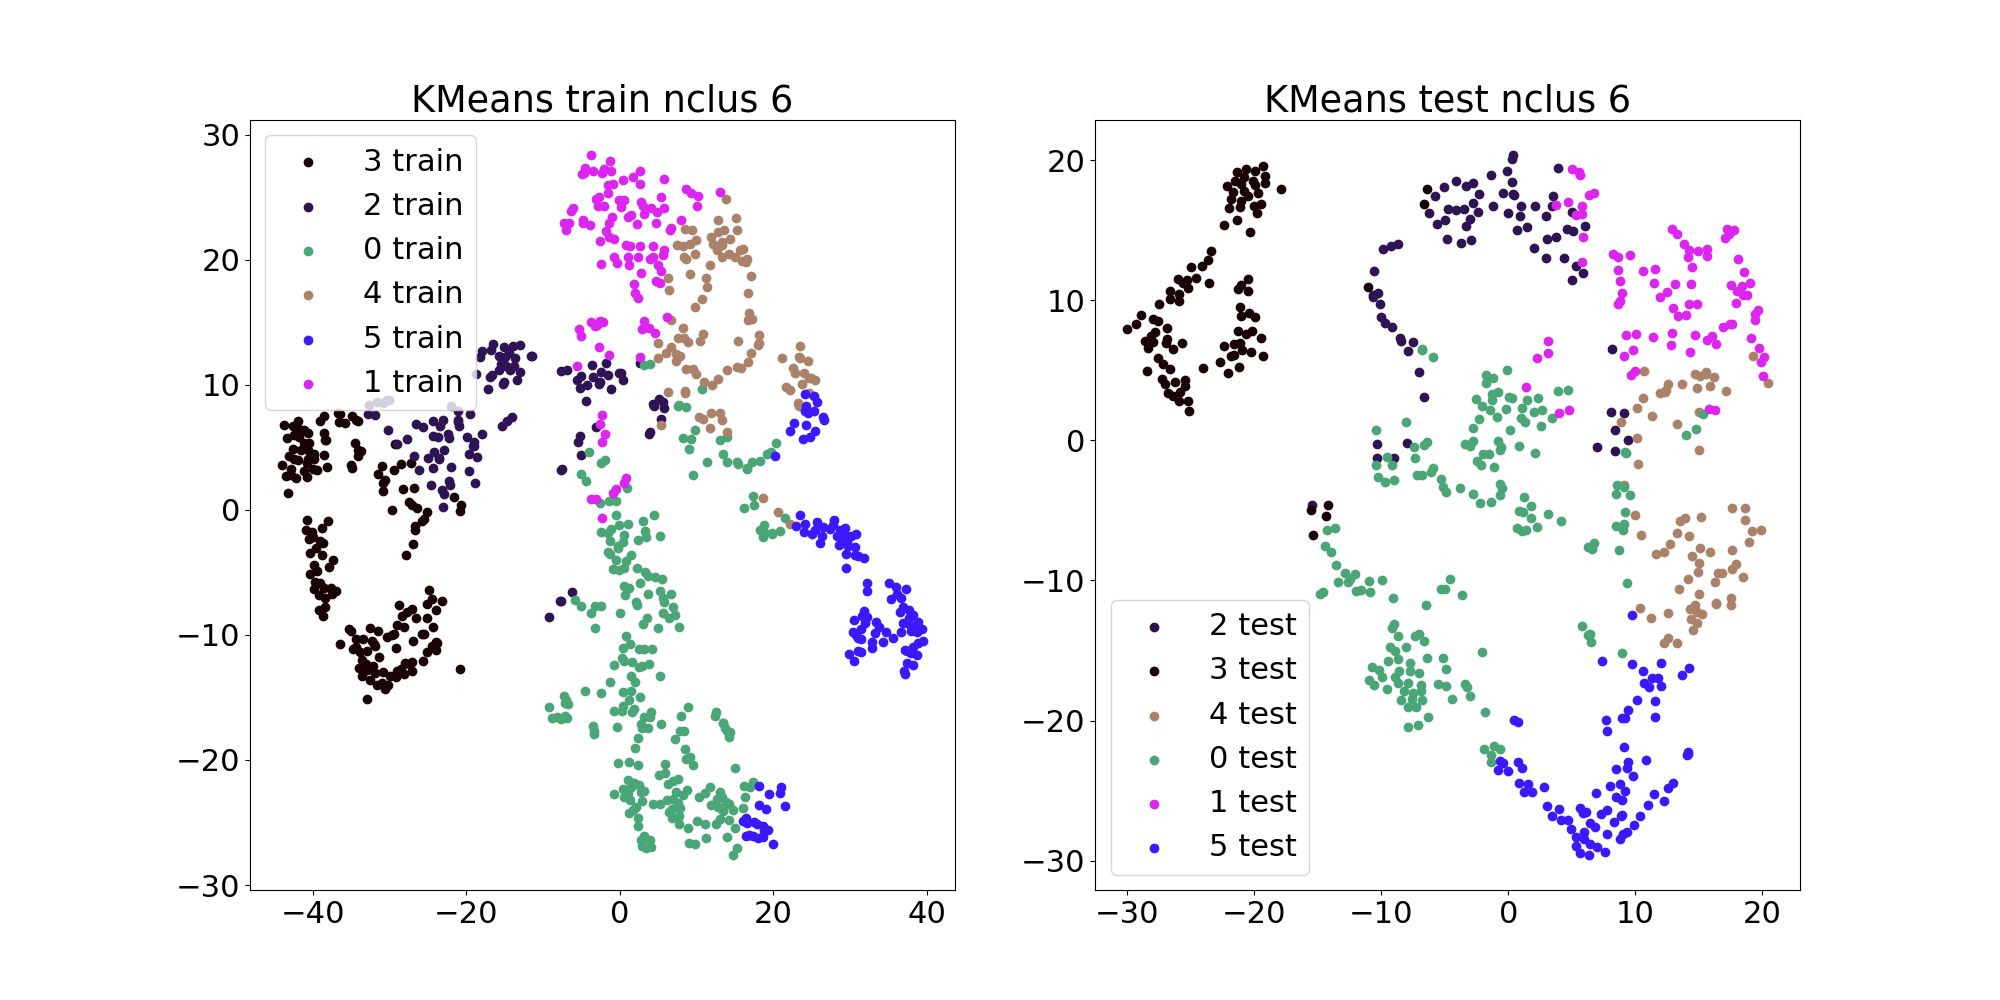 KMeans train nclus 6
30
20
10
0
−10
−20
−30
3 train
2 train
0 train
4 train
5 train
1 train
−40 −20 0 20 40
KMeans test nclus 6
20
10
0
−10
−20
−30
2 test
3 test
4 test
0 test
1 test
5 test
−30 −20 −10 0 10 20